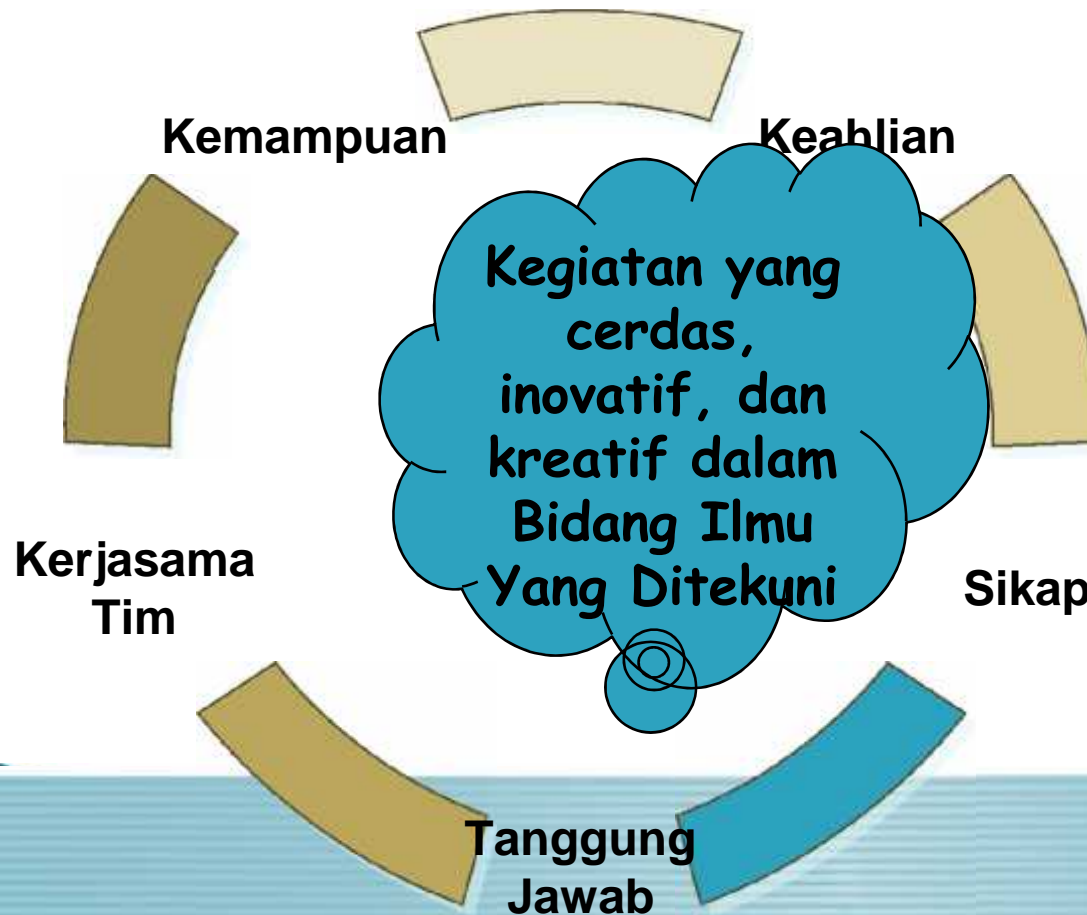 Kemampuan
Keahlian
Kegiatan yang
cerdas,
inovatif, dan
kreatif dalam
Bidang Ilmu
Yang Ditekuni
Kerjasama
Tim
Sikap
Tanggung
Jawab